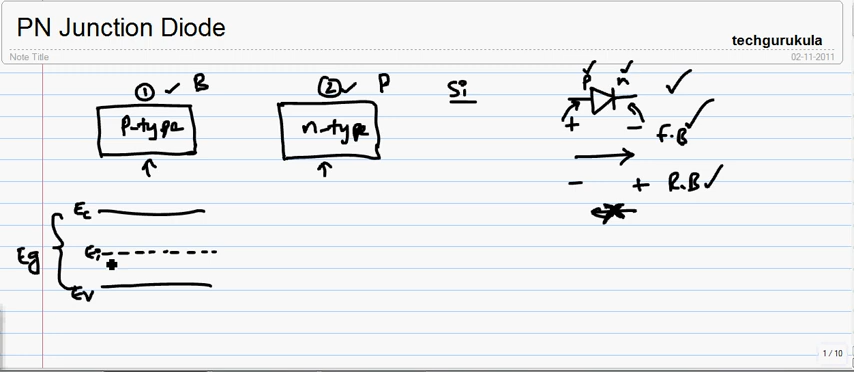 PN Junction Diode
techgurukula
Note Title
02-11-2011
① ✓ B
② ✓ P
Si
P n
P-type
n-type
+ - F.B
- + R.B
Ec
Eg
Ei
Ev
1 / 10